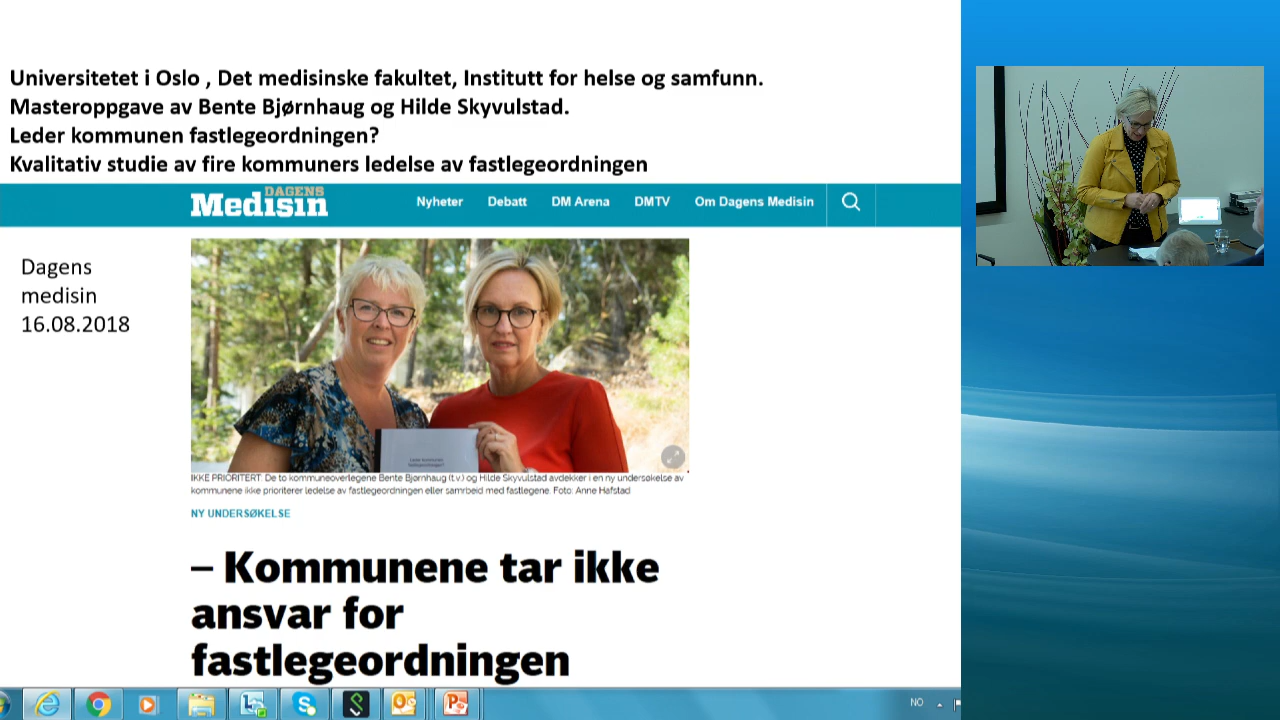 Universitetet i Oslo , Det medisinske fakultet, Institutt for helse og samfunn.
Masteroppgave av Bente Bjørnhaug og Hilde Skyvulstad.
Leder kommunen fastlegeordningen?
Kvalitativ studie av fire kommuners ledelse av fastlegeordningen
DAGENS
Medisin
Nyheter Debatt DM Arena DMTV Om Dagens Medisin
Dagens
medisin
16.08.2018
Leder kommunen
fastlegeordningen?
IKKE PRIORITERT: De to kommuneoverlegene Bente Bjørnhaug (t.v.) og Hilde Skyvulstad avdekker i en ny undersøkelse av
kommunene ikke prioriterer ledelse av fastlegeordningen eller samrbeid med fastlegene. Foto: Anne Hafstad
NY UNDERSØKELSE
– Kommunene tar ikke
ansvar for
fastlegeordningen
NO